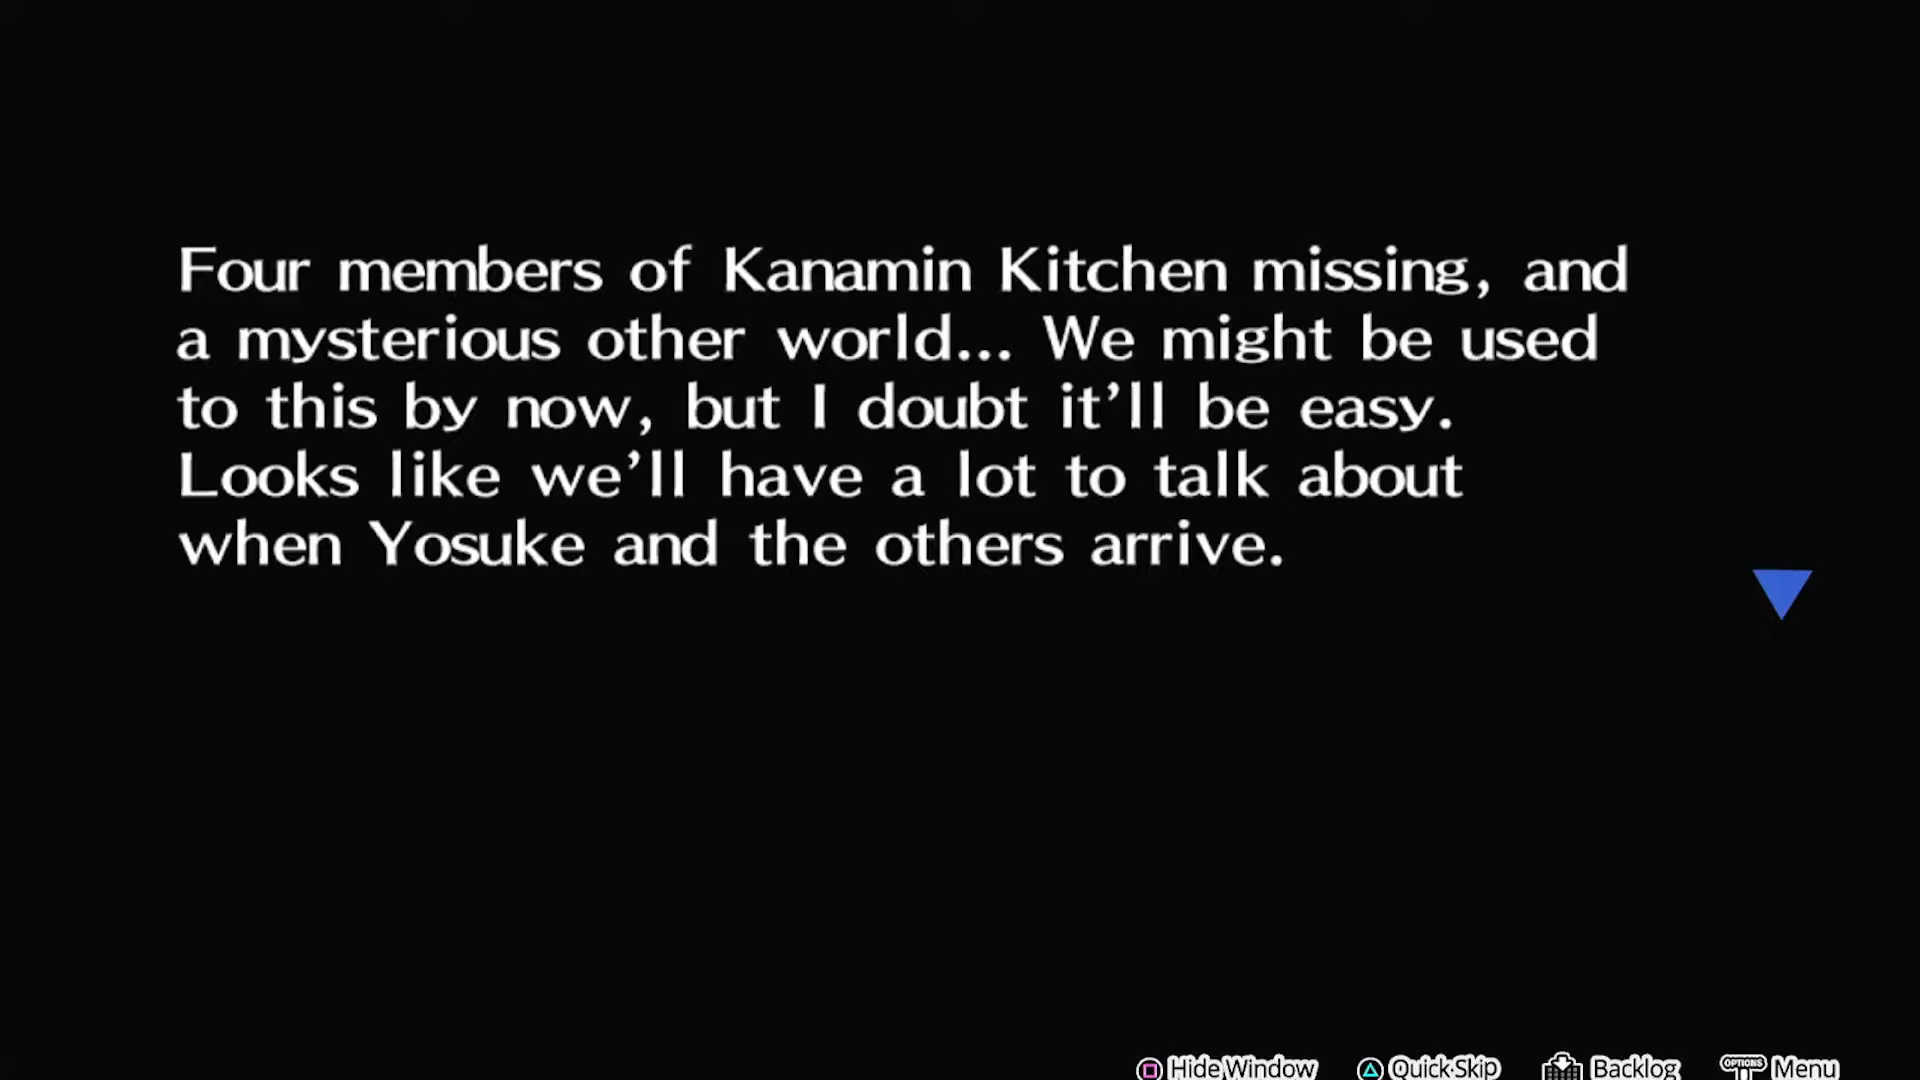 Four members of Kanamin Kitchen missing, and
a mysterious other world... We might be used
to this by now, but I doubt it’ll be easy.
Looks like we’ll have a lot to talk about
when Yosuke and the others arrive.
Hide Window Quick Skip Backlog OPTIONS Menu